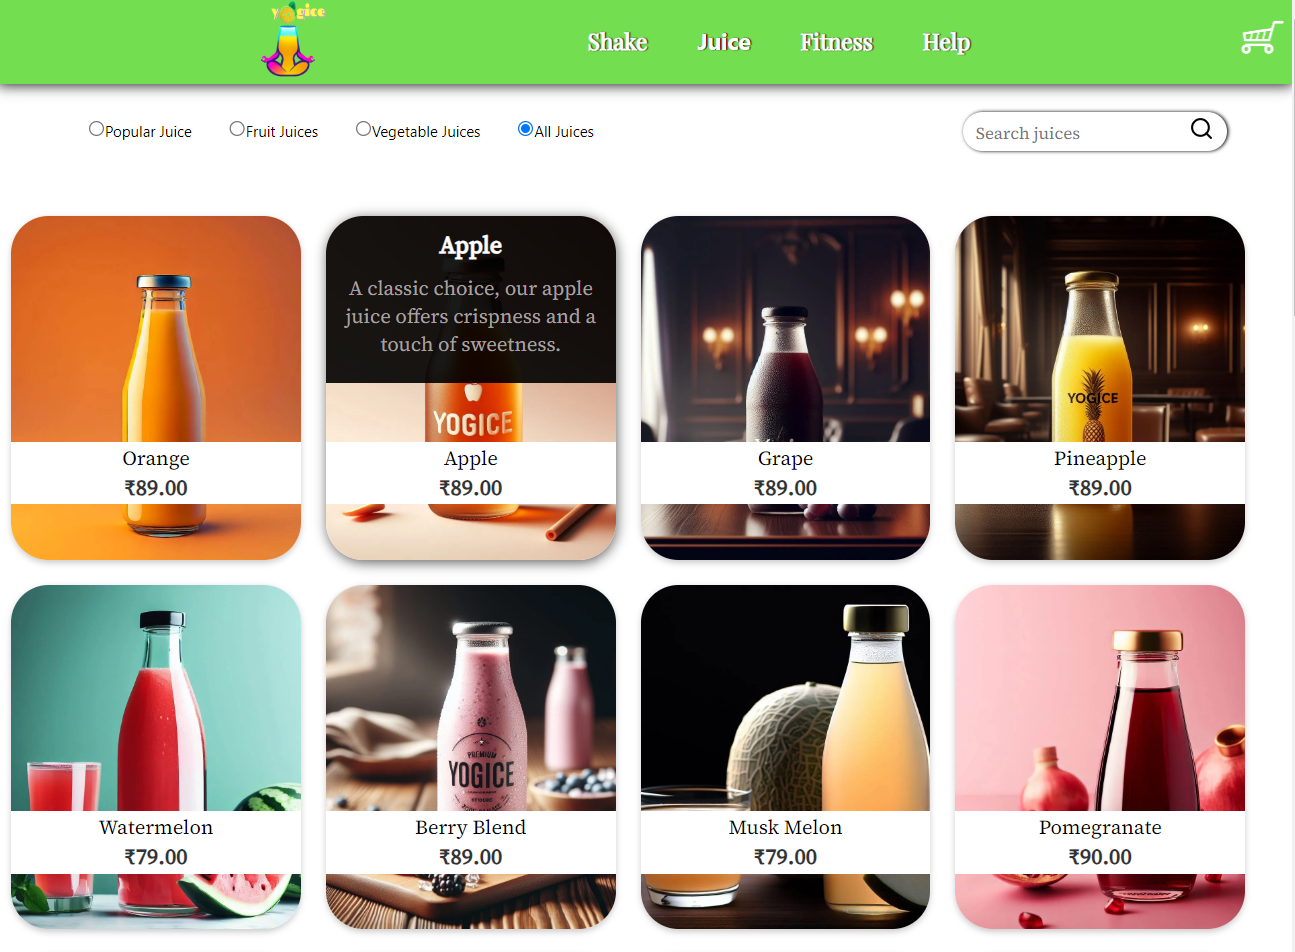 yogice
Shake
Juice
Fitness
Help
Popular Juice
Fruit Juices
Vegetable Juices
All Juices
Search juices
Apple
A classic choice, our apple
juice offers crispness and a
touch of sweetness.
YOGICE
YOGICE
Orange
₹89.00
Apple
₹89.00
Grape
₹89.00
Pineapple
₹89.00
PREMIUM
YOGICE
Watermelon
₹79.00
Berry Blend
₹89.00
Musk Melon
₹79.00
Pomegranate
₹90.00